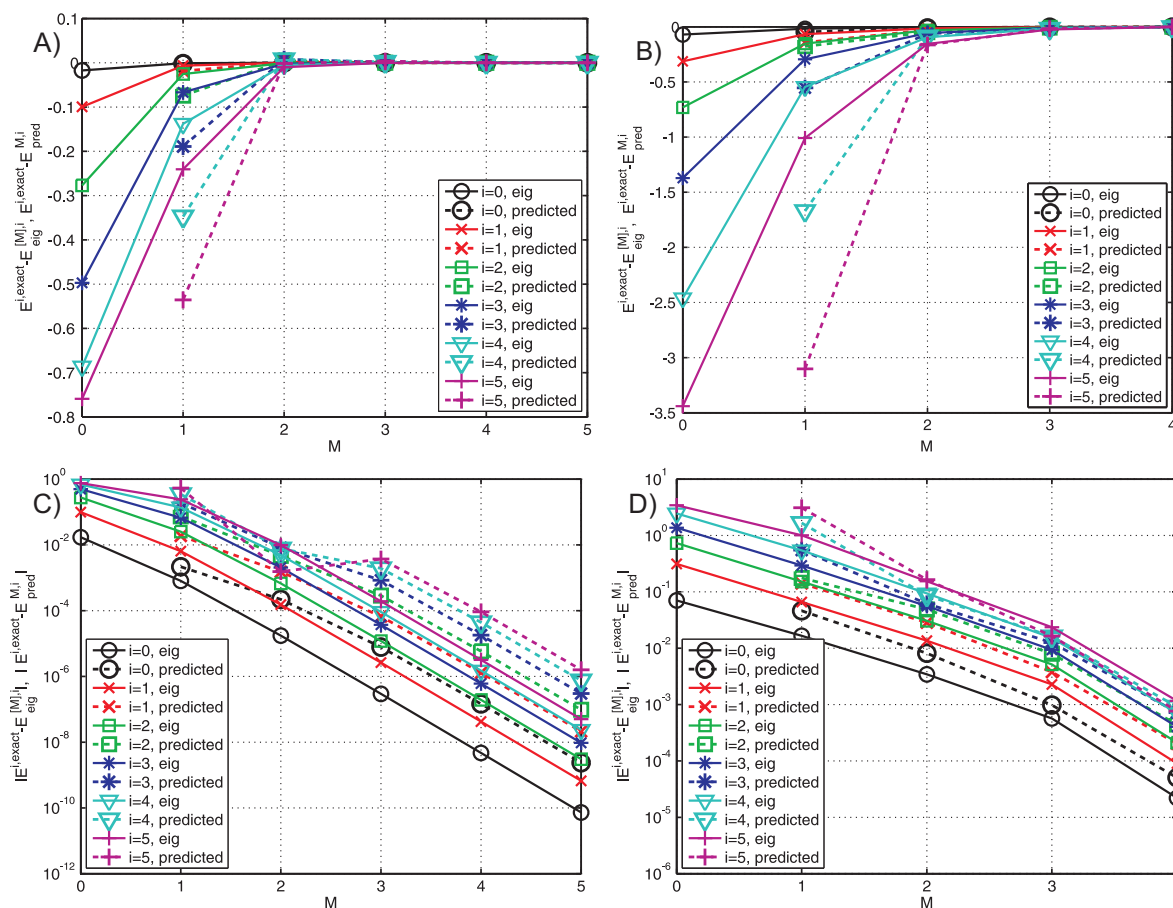 A)
0.1
0
-0.1
-0.2
-0.3
-0.4
-0.5
-0.6
-0.7
-0.8
E^{i,exact}-E_{eig}^{[M],i}, E^{i,exact}-E_{pred}^{M,i}
0 1 2 3 4 5
M
i=0, eig
i=0, predicted
i=1, eig
i=1, predicted
i=2, eig
i=2, predicted
i=3, eig
i=3, predicted
i=4, eig
i=4, predicted
i=5, eig
i=5, predicted
B)
0
-0.5
-1
-1.5
-2
-2.5
-3
-3.5
E^{i,exact}-E_{eig}^{[M],i}, E^{i,exact}-E_{pred}^{M,i}
0 1 2 3 4
M
i=0, eig
i=0, predicted
i=1, eig
i=1, predicted
i=2, eig
i=2, predicted
i=3, eig
i=3, predicted
i=4, eig
i=4, predicted
i=5, eig
i=5, predicted
C)
10^0
10^{-2}
10^{-4}
10^{-6}
10^{-8}
10^{-10}
10^{-12}
|E^{i,exact}-E_{eig}^{[M],i}|, |E^{i,exact}-E_{pred}^{M,i}|
0 1 2 3 4 5
M
i=0, eig
i=0, predicted
i=1, eig
i=1, predicted
i=2, eig
i=2, predicted
i=3, eig
i=3, predicted
i=4, eig
i=4, predicted
i=5, eig
i=5, predicted
D)
10^1
10^0
10^{-1}
10^{-2}
10^{-3}
10^{-4}
10^{-5}
10^{-6}
|E^{i,exact}-E_{eig}^{[M],i}|, |E^{i,exact}-E_{pred}^{M,i}|
0 1 2 3 4
M
i=0, eig
i=0, predicted
i=1, eig
i=1, predicted
i=2, eig
i=2, predicted
i=3, eig
i=3, predicted
i=4, eig
i=4, predicted
i=5, eig
i=5, predicted